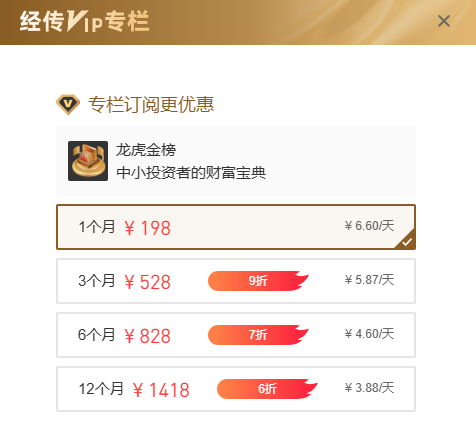 经传Vip专栏
专栏订阅更优惠
龙虎金榜
中小投资者的财富宝典
1个月 ¥ 198 ¥ 6.60/天
3个月 ¥ 528 9折 ¥ 5.87/天
6个月 ¥ 828 7折 ¥ 4.60/天
12个月 ¥ 1418 6折 ¥ 3.88/天